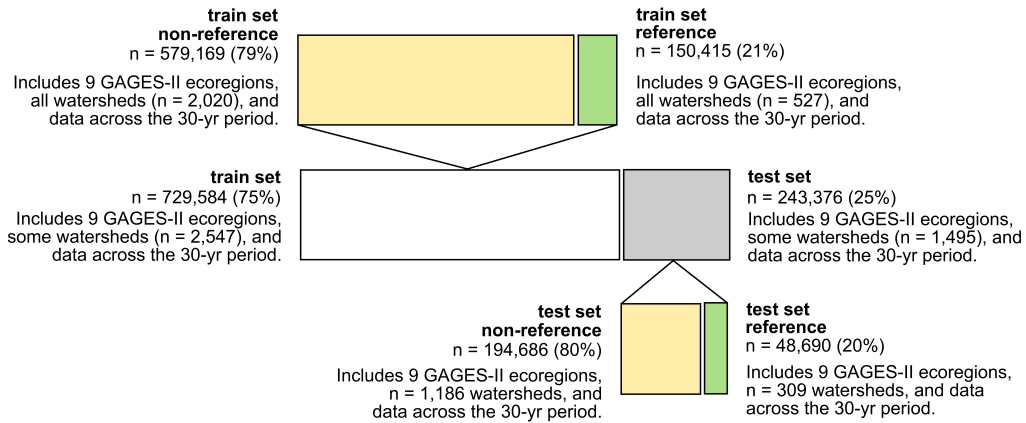 train set
non-reference
n = 579,169 (79%)
Includes 9 GAGES-II ecoregions,
all watersheds (n = 2,020), and
data across the 30-yr period.
train set
reference
n = 150,415 (21%)
Includes 9 GAGES-II ecoregions,
all watersheds (n = 527), and
data across the 30-yr period.
train set
n = 729,584 (75%)
Includes 9 GAGES-II ecoregions,
some watersheds (n = 2,547), and
data across the 30-yr period.
test set
n = 243,376 (25%)
Includes 9 GAGES-II ecoregions,
some watersheds (n = 1,495), and
data across the 30-yr period.
test set
non-reference
n = 194,686 (80%)
Includes 9 GAGES-II ecoregions,
n = 1,186 watersheds, and
data across the 30-yr period.
test set
reference
n = 48,690 (20%)
Includes 9 GAGES-II ecoregions,
n = 309 watersheds, and data
across the 30-yr period.